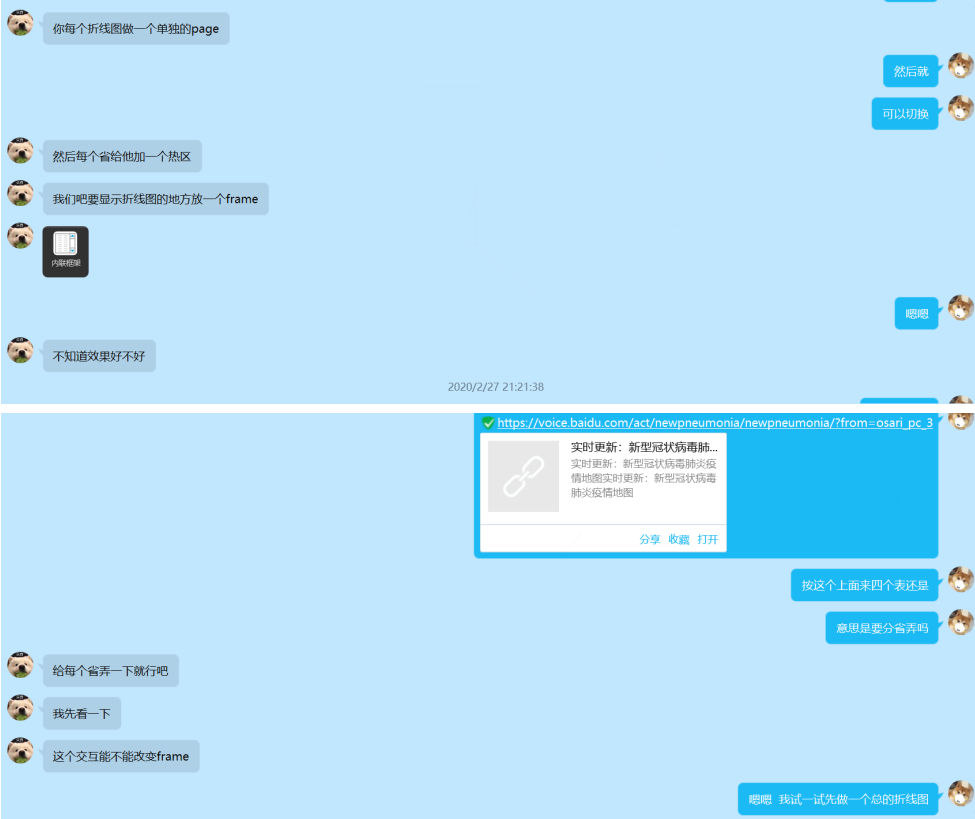 你每个折线图做一个单独的page
然后就
可以切换
然后每个省给他加一个热区
我们吧要显示折线图的地方放一个frame
内联框架
嗯嗯
不知道效果好不好
2020/2/27 21:21:38
https://voice.baidu.com/act/newpneumonia/newpneumonia/?from=osari_pc_3
实时更新：新型冠状病毒肺...
实时更新：新型冠状病毒肺炎疫
情地图实时更新：新型冠状病毒
肺炎疫情地图
分享 收藏 打开
按这个上面来四个表还是
意思是要分省弄吗
给每个省弄一下就行吧
我先看一下
这个交互能不能改变frame
嗯嗯 我试一试先做一个总的折线图